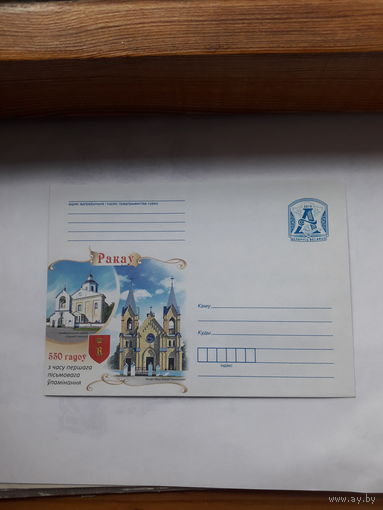 А
БЕЛАРУСЬ BELARUS
Ракаў
Каму
Куды
індэкс
550 гадоў
з часу першага
пісьмовага
ўпамінання
R
www.ay.by